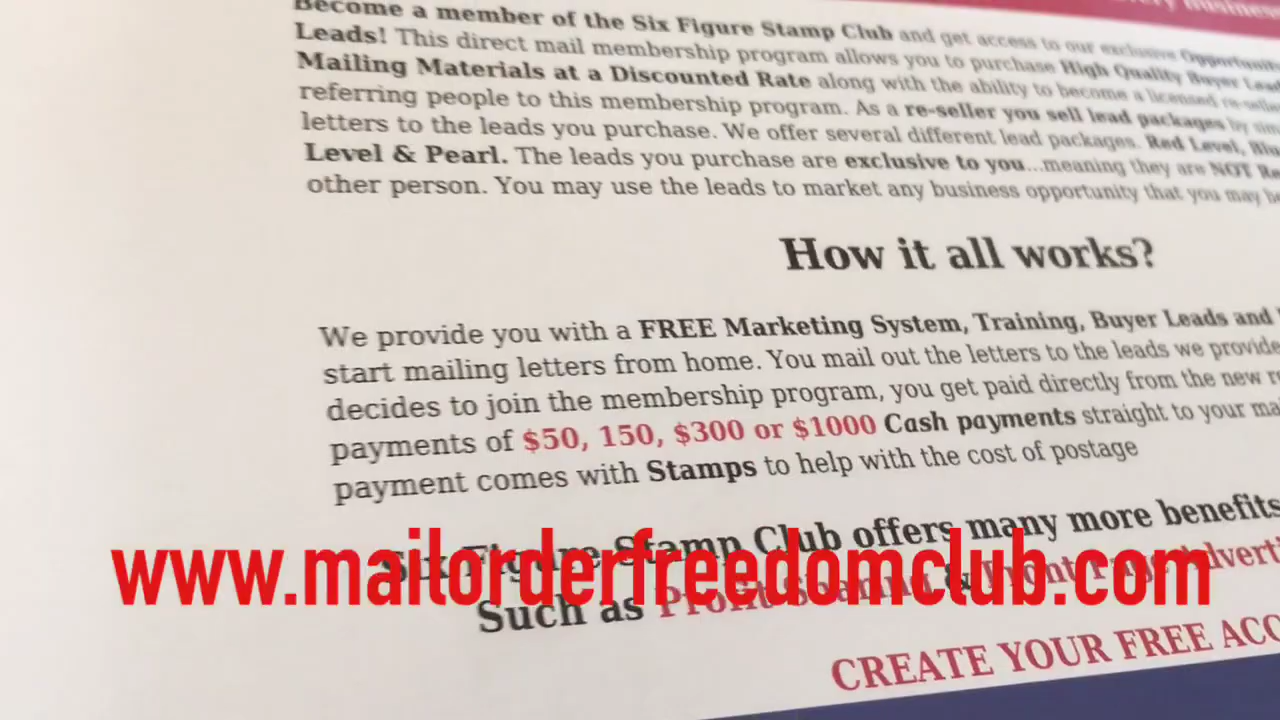 Become a member of the Six Figure Stamp Club and get access to our exclusive Opportunity
Leads! This direct mail membership program allows you to purchase High Quality Buyer
Mailing Materials at a Discounted Rate along with the ability to become a licensed
referring people to this membership program. As a re-seller you sell lead packages by
letters to the leads you purchase. We offer several different lead packages. Red Level,
Level & Pearl. The leads you purchase are exclusive to you...meaning they are NOT
other person. You may use the leads to market any business opportunity that you may
How it all works?
We provide you with a FREE Marketing System, Training, Buyer Leads and
start mailing letters from home. You mail out the letters to the leads we provide
decides to join the membership program, you get paid directly from the new
payments of $50, 150, $300 or $1000 Cash payments straight to your
payment comes with Stamps to help with the cost of postage
Six Figure Stamp Club offers many more benefits
www.mailorderfreedomclub.com
Such as Profit Sharing & Front Page
CREATE YOUR FREE